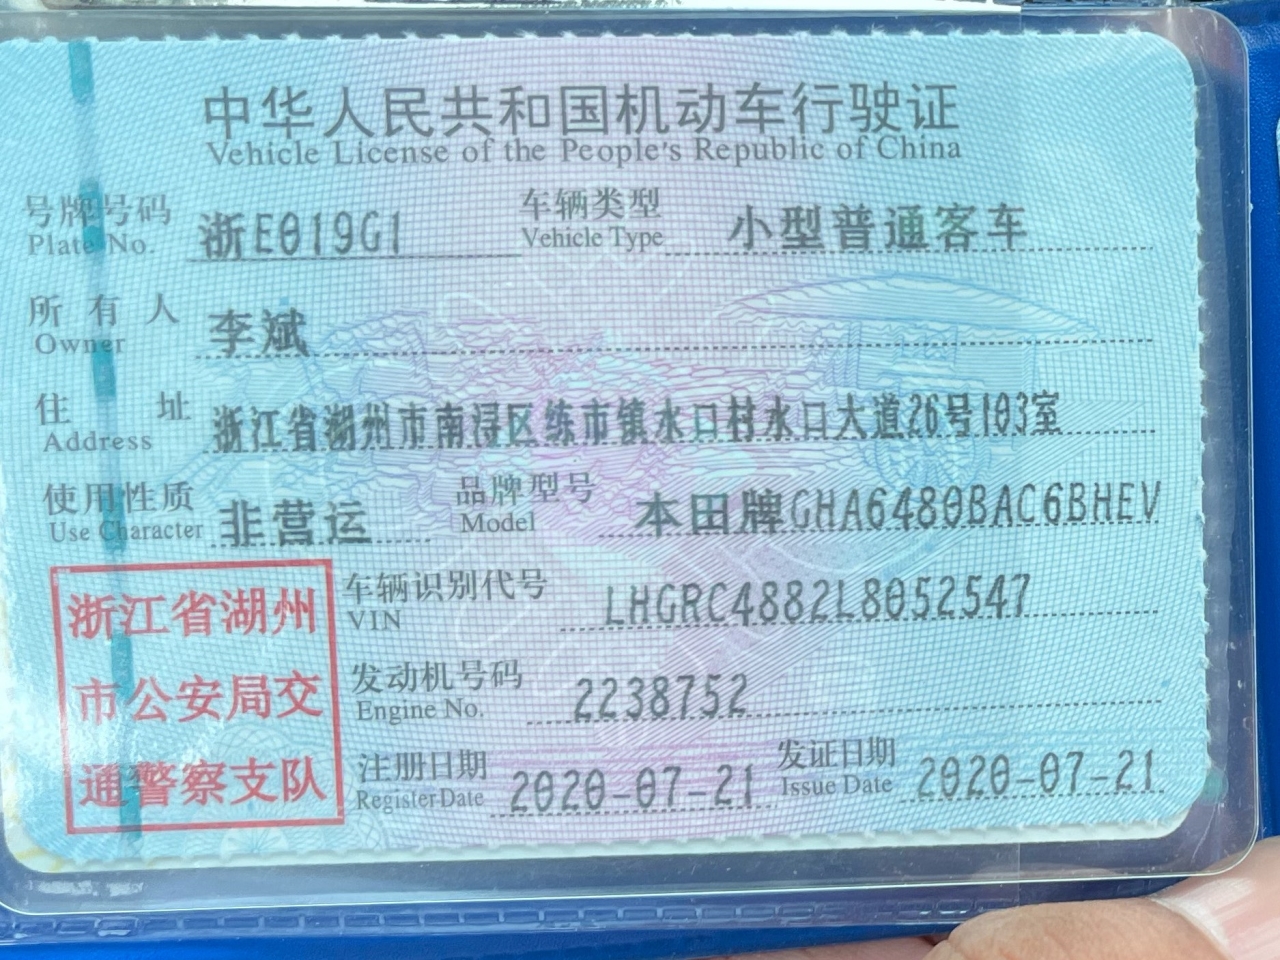 中华人民共和国机动车行驶证
Vehicle License of the People's Republic of China
号牌号码 浙E019G1 车辆类型 小型普通客车
Plate No. Vehicle Type
所有人 李斌
Owner
住址 浙江省湖州市南浔区练市镇水口村水口大道26号103室
Address
使用性质 非营运 品牌型号 本田牌GHA6480BAC6BHEV
Use Character Model
车辆识别代号 LHGRC4882L8052547
VIN
发动机号码 2238752
Engine No.
注册日期 2020-07-21 发证日期 2020-07-21
Register Date Issue Date
浙江省湖州
市公安局交
通警察支队